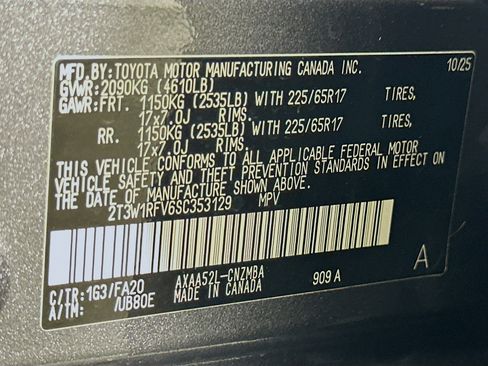 MFD.BY:TOYOTA MOTOR MANUFACTURING CANADA INC. 10/25
GVWR:2090KG (4610LB)
GAWR:FRT. 1150KG (2535LB) WITH 225/65R17 TIRES,
17x7.0J RIMS.
RR. 1150KG (2535LB) WITH 225/65R17 TIRES,
17x7.0J RIMS.
THIS VEHICLE CONFORMS TO ALL APPLICABLE FEDERAL MOTOR
VEHICLE SAFETY AND THEFT PREVENTION STANDARDS IN EFFECT ON
THE DATE OF MANUFACTURE SHOWN ABOVE.
2T3W1RFV6SC353129 MPV
C/TR:1G3/FA20 AXAA52L-CNZMBA 909 A A
A/TM: /UB80E MADE IN CANADA